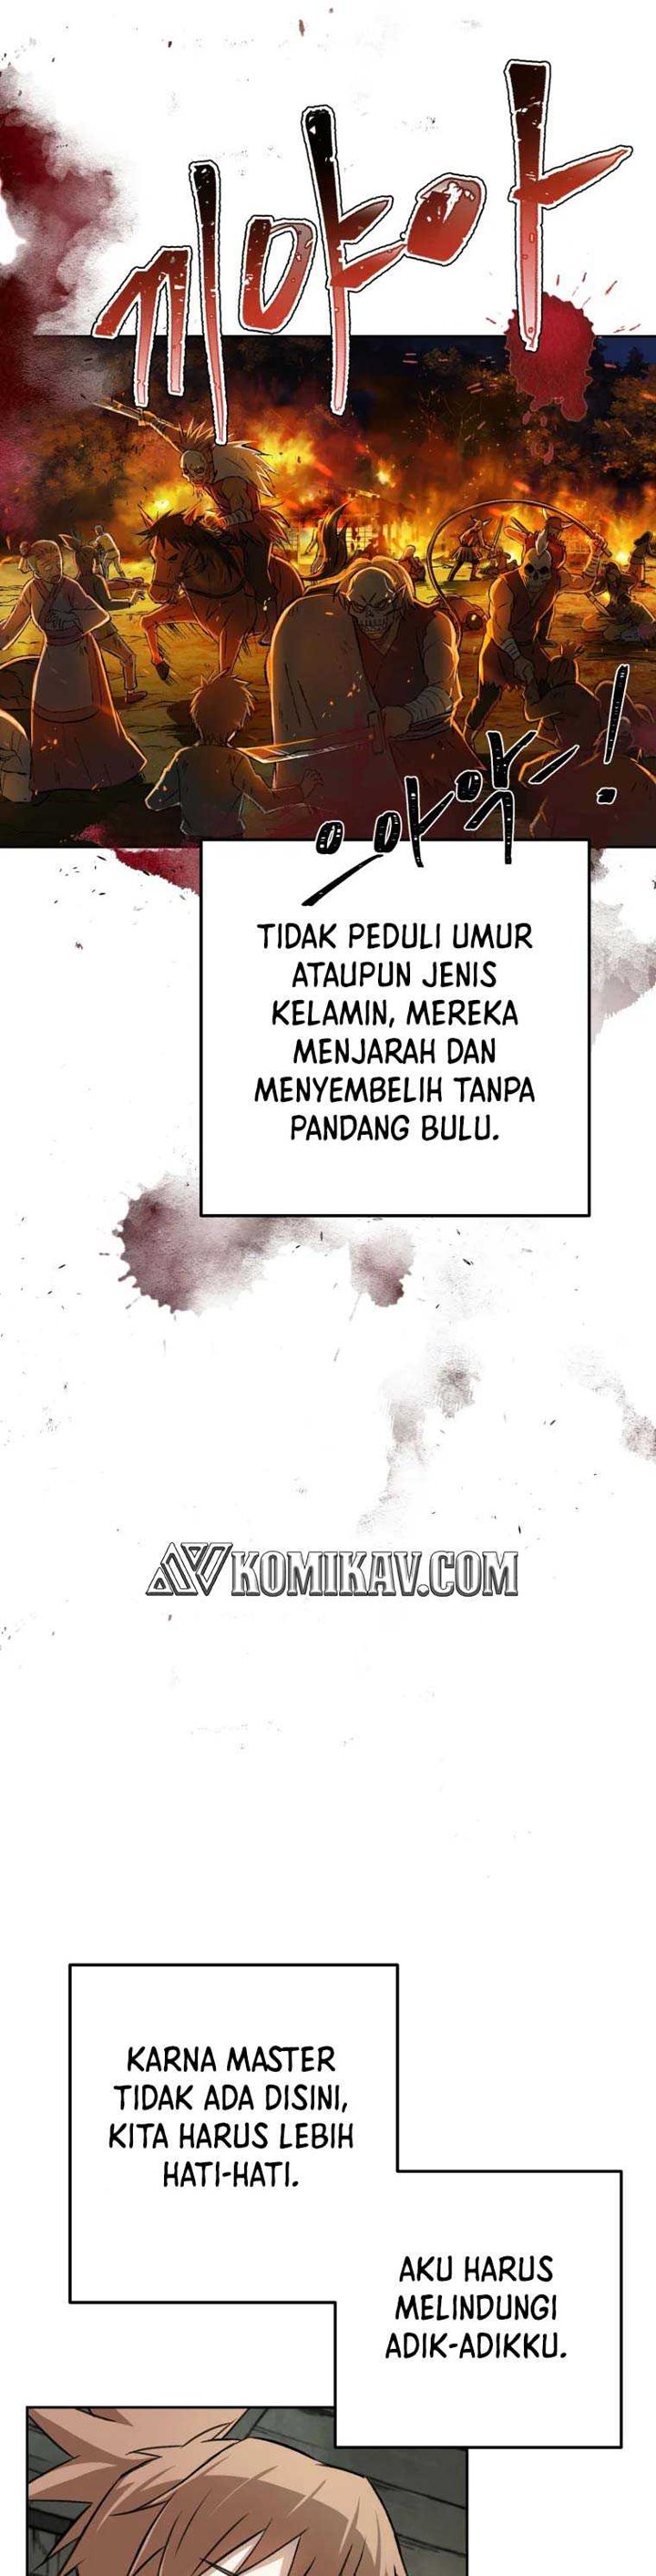 끼야아
으아악!
TIDAK PEDULI UMUR
ATAUPUN JENIS
KELAMIN, MEREKA
MENJARAH DAN
MENYEMBELIH TANPA
PANDANG BULU.
KOMIKAV.COM
KARNA MASTER
TIDAK ADA DISINI,
KITA HARUS LEBIH
HATI-HATI.
AKU HARUS
MELINDUNGI
ADIK-ADIKKU.